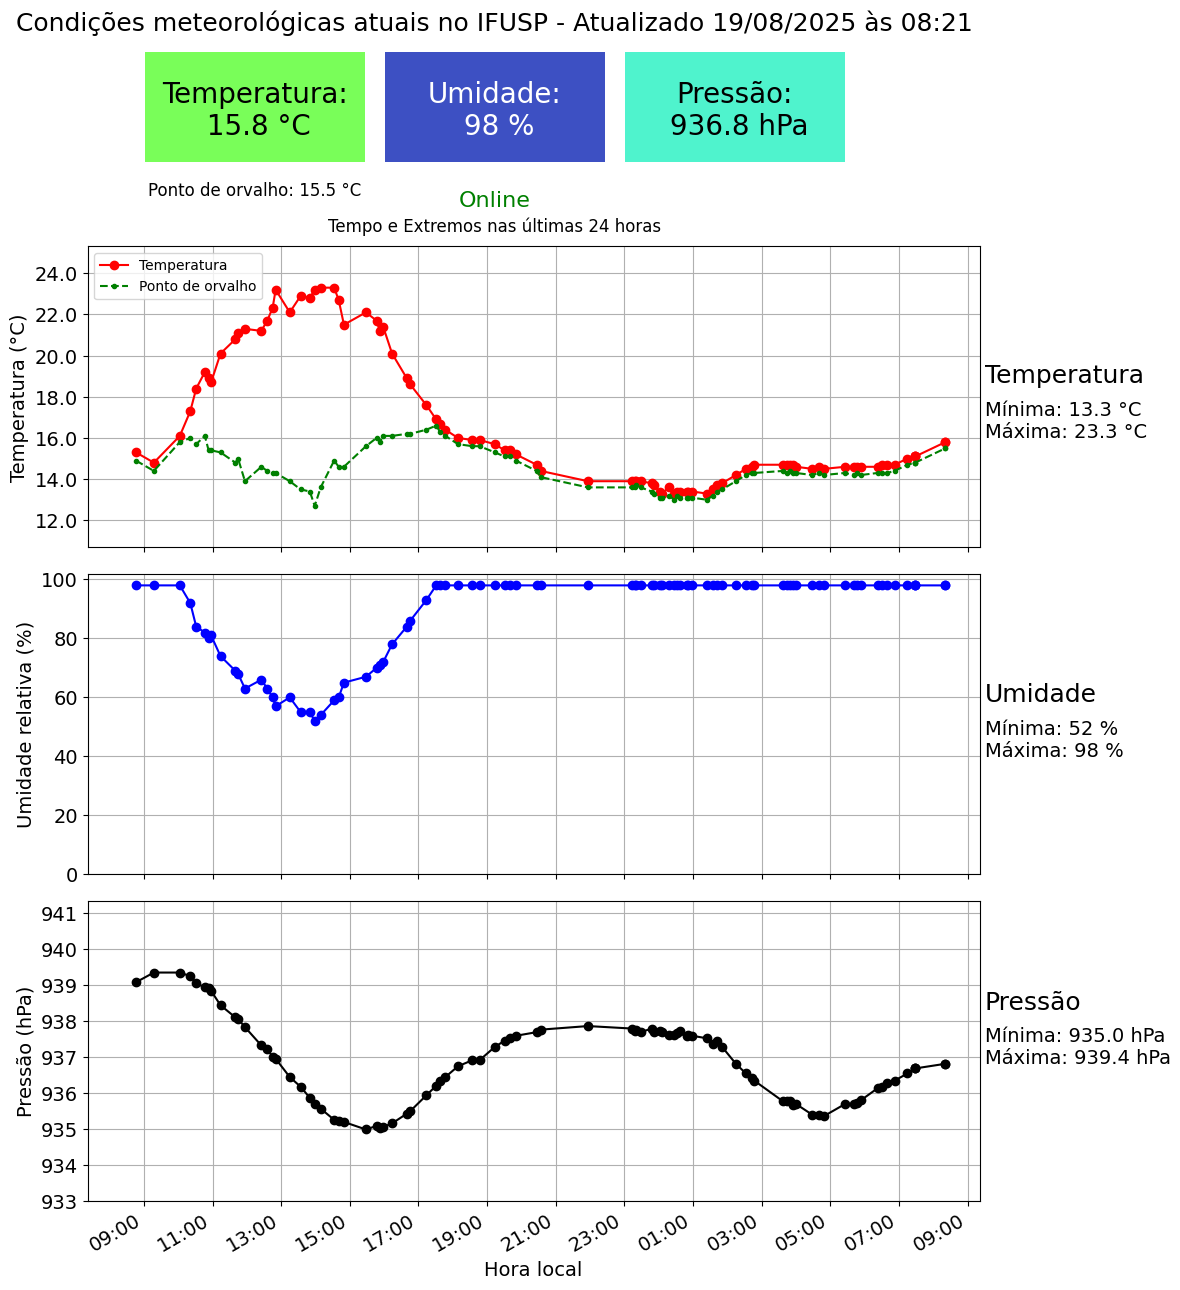 Condições meteorológicas atuais no IFUSP - Atualizado 19/08/2025 às 08:21
Temperatura:
15.8 °C
Umidade:
98 %
Pressão:
936.8 hPa
Ponto de orvalho: 15.5 °C
Online
Tempo e Extremos nas últimas 24 horas
Temperatura
Ponto de orvalho
Temperatura (°C)
24.0
22.0
20.0
18.0
16.0
14.0
12.0
Temperatura
Mínima: 13.3 °C
Máxima: 23.3 °C
Umidade relativa (%)
100
80
60
40
20
0
Umidade
Mínima: 52 %
Máxima: 98 %
Pressão (hPa)
941
940
939
938
937
936
935
934
933
Pressão
Mínima: 935.0 hPa
Máxima: 939.4 hPa
09:00
11:00
13:00
15:00
17:00
19:00
21:00
23:00
01:00
03:00
05:00
07:00
09:00
Hora local